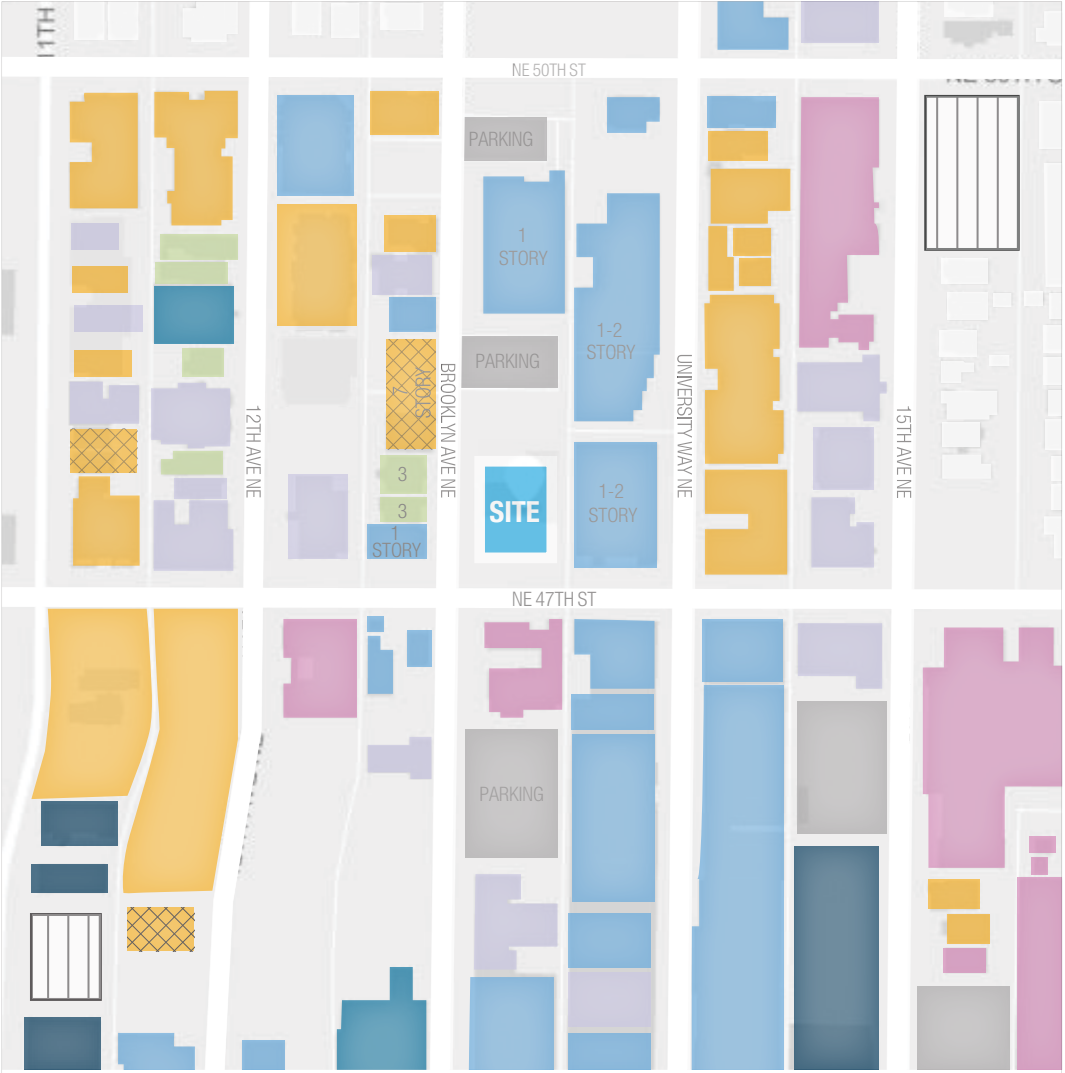 11TH
NE 50TH ST
PARKING
1
STORY
1-2
STORY
PARKING
7
STORY
BROOKLYN AVE NE
UNIVERSITY WAY NE
12TH AVE NE
15TH AVE NE
3
3
1
STORY
SITE
1-2
STORY
NE 47TH ST
PARKING